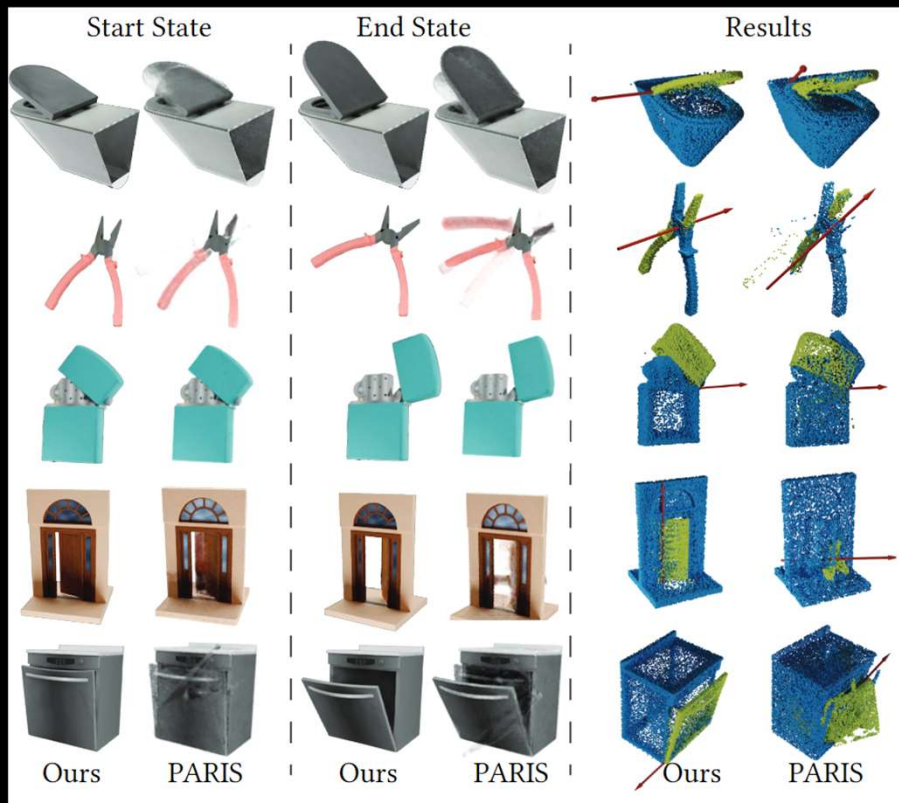 Start State
End State
Results
Ours
PARIS
Ours
PARIS
Ours
PARIS